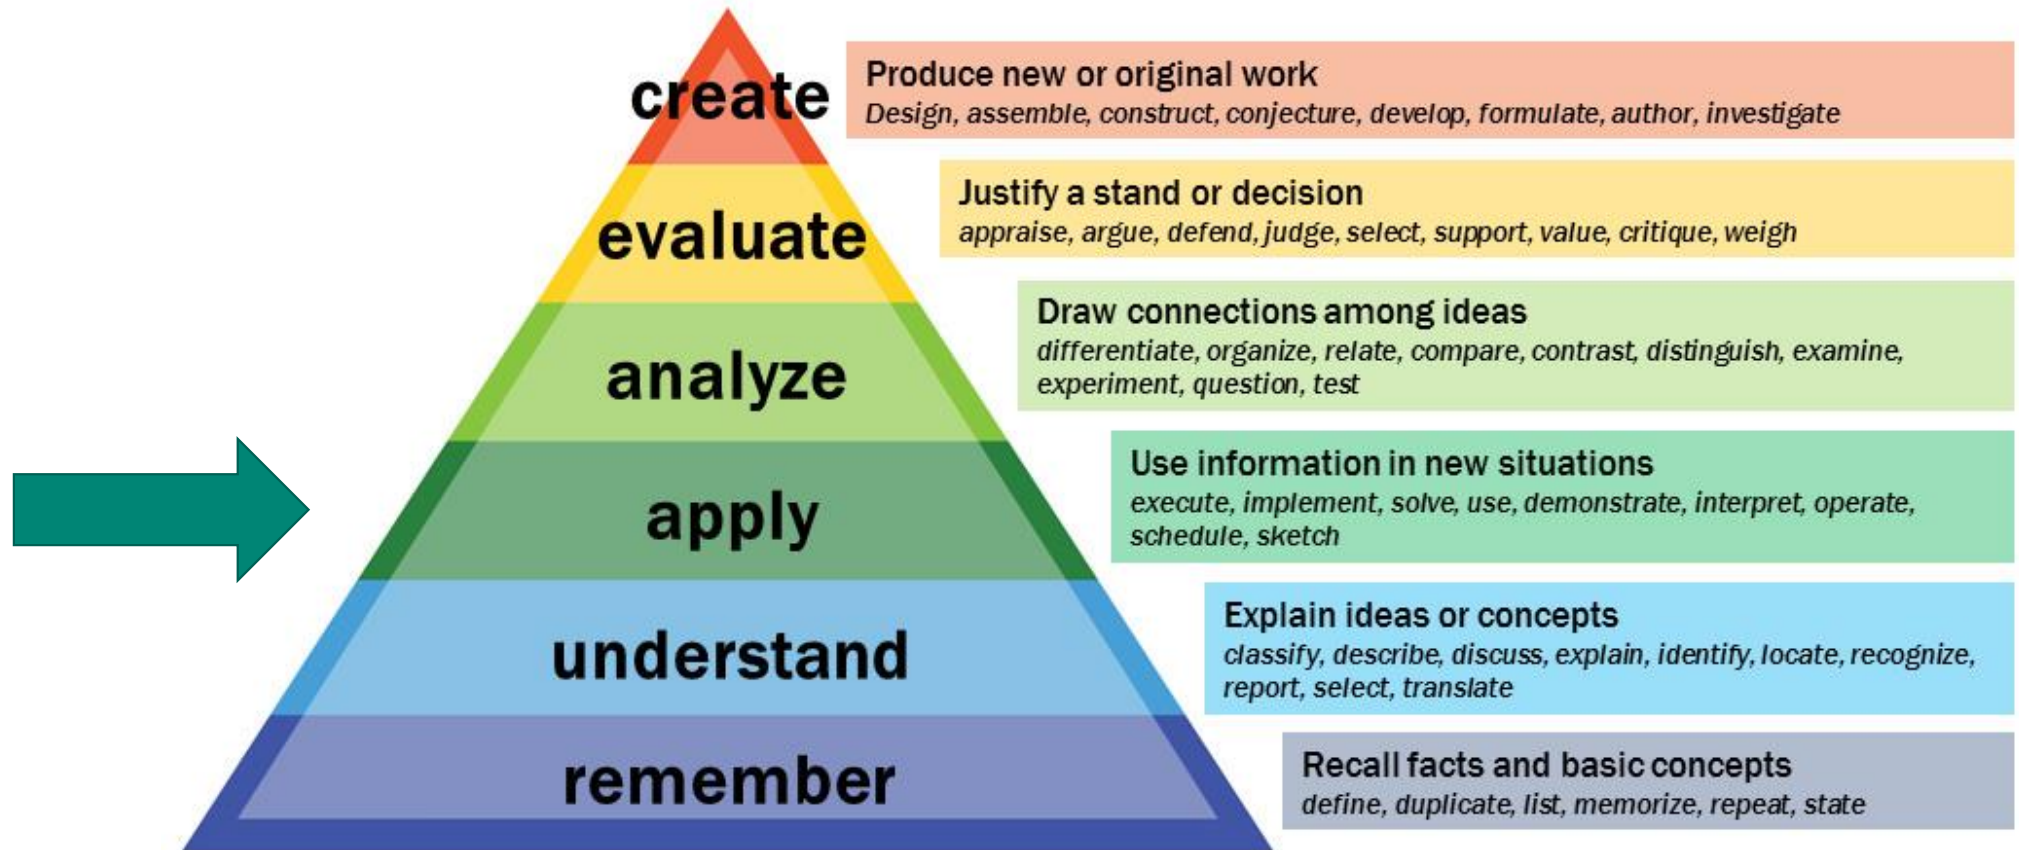 create
Produce new or original work
Design, assemble, construct, conjecture, develop, formulate, author, investigate
evaluate
Justify a stand or decision
appraise, argue, defend, judge, select, support, value, critique, weigh
analyze
Draw connections among ideas
differentiate, organize, relate, compare, contrast, distinguish, examine,
experiment, question, test
apply
Use information in new situations
execute, implement, solve, use, demonstrate, interpret, operate,
schedule, sketch
understand
Explain ideas or concepts
classify, describe, discuss, explain, identify, locate, recognize,
report, select, translate
remember
Recall facts and basic concepts
define, duplicate, list, memorize, repeat, state